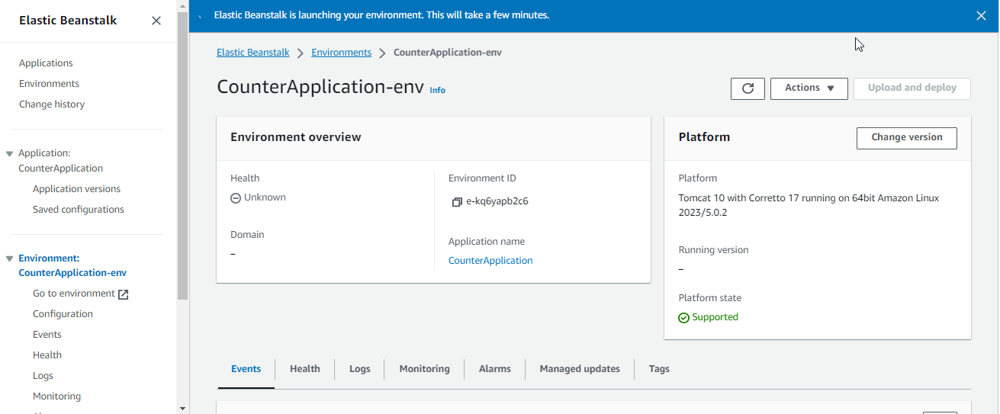 Elastic Beanstalk
Applications
Environments
Change history
Application:
CounterApplication
Application versions
Saved configurations
Environment:
CounterApplication-env
Go to environment
Configuration
Events
Health
Logs
Monitoring
Elastic Beanstalk is launching your environment. This will take a few minutes.
Elastic Beanstalk
Environments
CounterApplication-env
CounterApplication-env Info
Actions
Upload and deploy
Environment overview
Health
Unknown
Domain
–
Environment ID
e-kq6yapb2c6
Application name
CounterApplication
Platform
Change version
Platform
Tomcat 10 with Corretto 17 running on 64bit Amazon Linux
2023/5.0.2
Running version
–
Platform state
Supported
Events
Health
Logs
Monitoring
Alarms
Managed updates
Tags